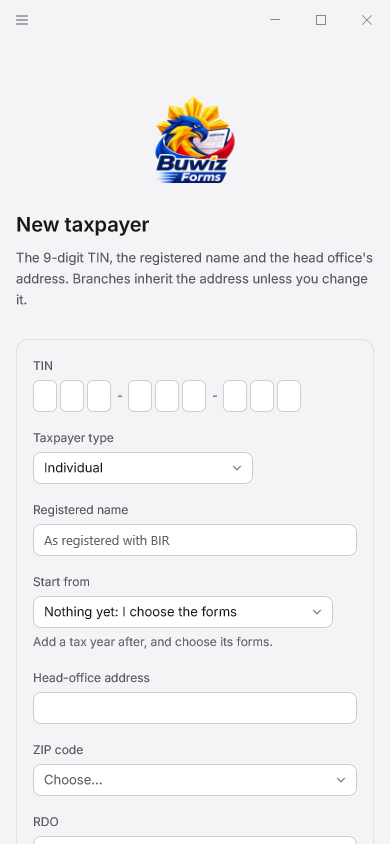 Buwiz
Forms
New taxpayer
The 9-digit TIN, the registered name and the head office's
address. Branches inherit the address unless you change
it.
TIN
- -
Taxpayer type
Individual
Registered name
As registered with BIR
Start from
Nothing yet: I choose the forms
Add a tax year after, and choose its forms.
Head-office address
ZIP code
Choose...
RDO